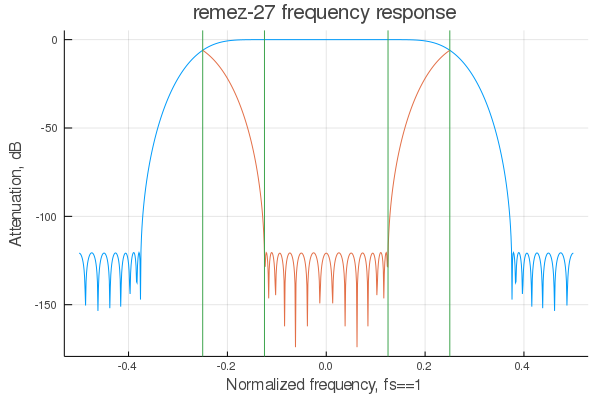 remez-27 frequency response
Attenuation, dB
0
-50
-100
-150
-0.4 -0.2 0.0 0.2 0.4
Normalized frequency, fs==1